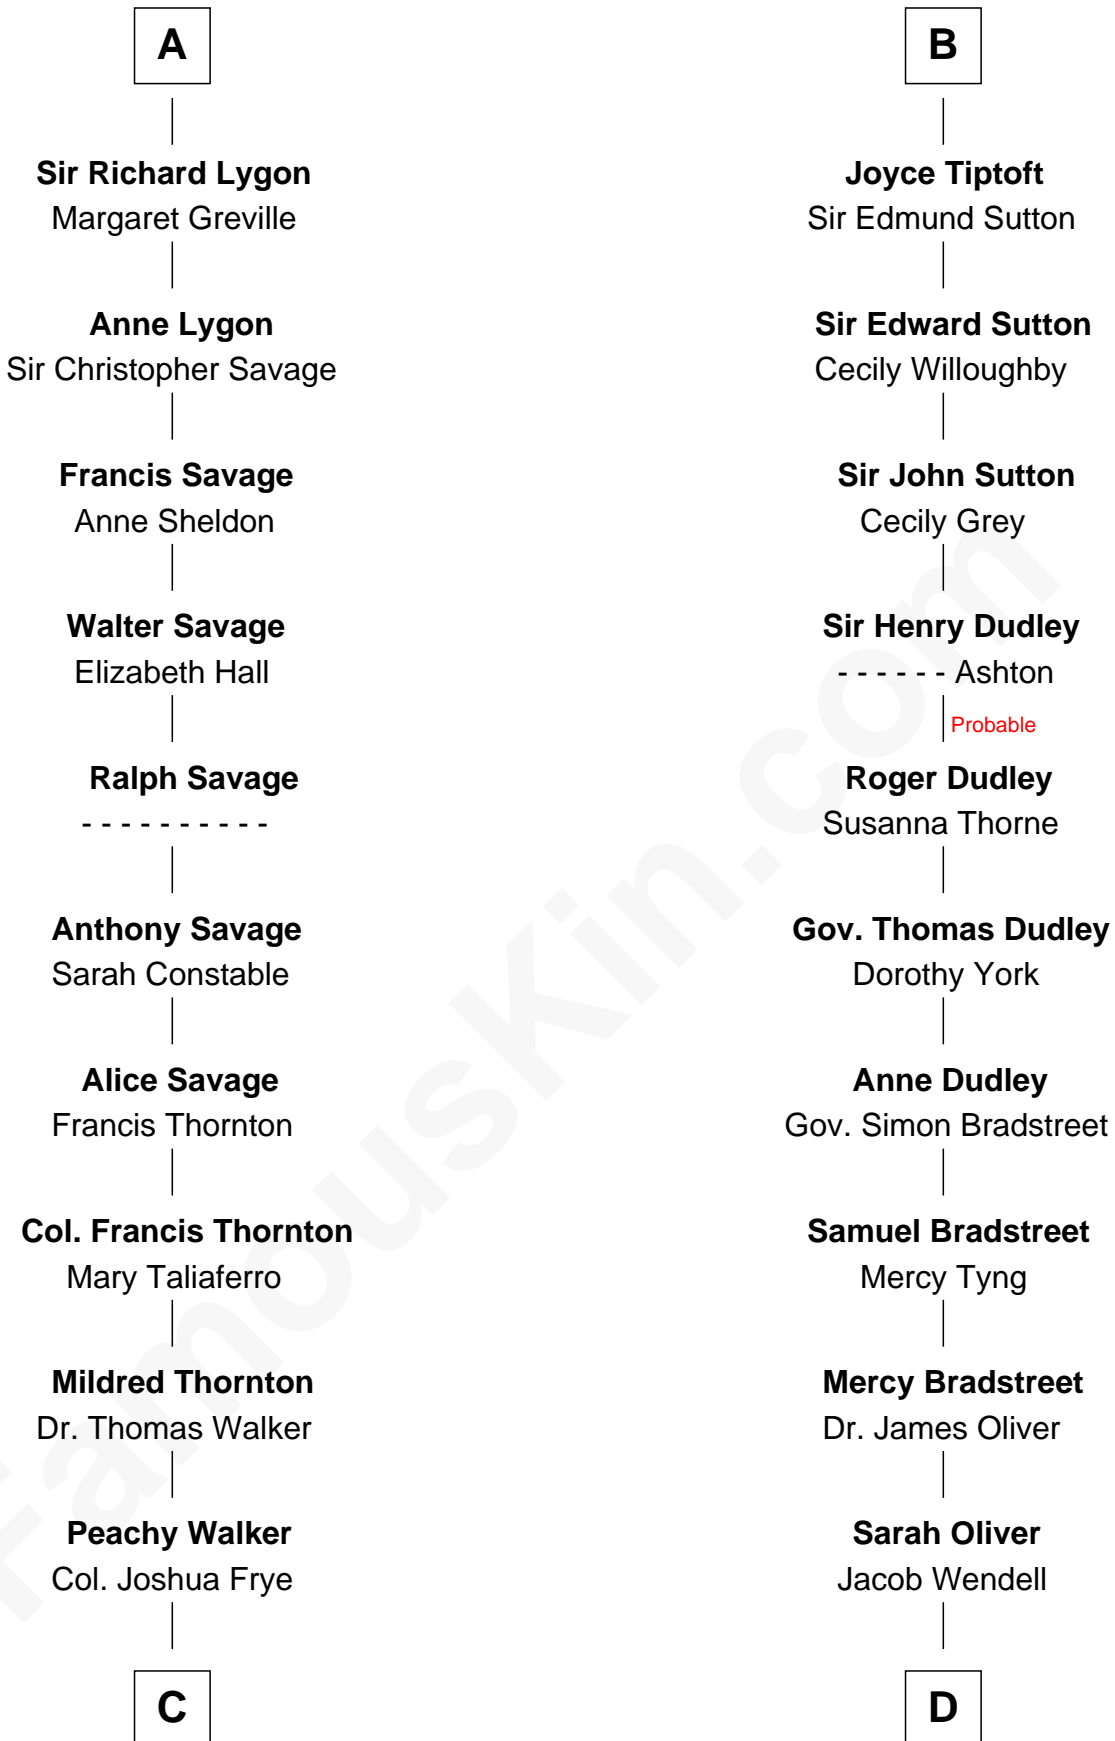 A
Sir Richard Lygon
Margaret Greville
Anne Lygon
Sir Christopher Savage
Francis Savage
Anne Sheldon
Walter Savage
Elizabeth Hall
Ralph Savage
- - - - - - - - - -
Anthony Savage
Sarah Constable
Alice Savage
Francis Thornton
Col. Francis Thornton
Mary Taliaferro
Mildred Thornton
Dr. Thomas Walker
Peachy Walker
Col. Joshua Frye
C
B
Joyce Tiptoft
Sir Edmund Sutton
Sir Edward Sutton
Cecily Willoughby
Sir John Sutton
Cecily Grey
Sir Henry Dudley
- - - - - - Ashton
Probable
Roger Dudley
Susanna Thorne
Gov. Thomas Dudley
Dorothy York
Anne Dudley
Gov. Simon Bradstreet
Samuel Bradstreet
Mercy Tyng
Mercy Bradstreet
Dr. James Oliver
Sarah Oliver
Jacob Wendell
D
FamousKin.com